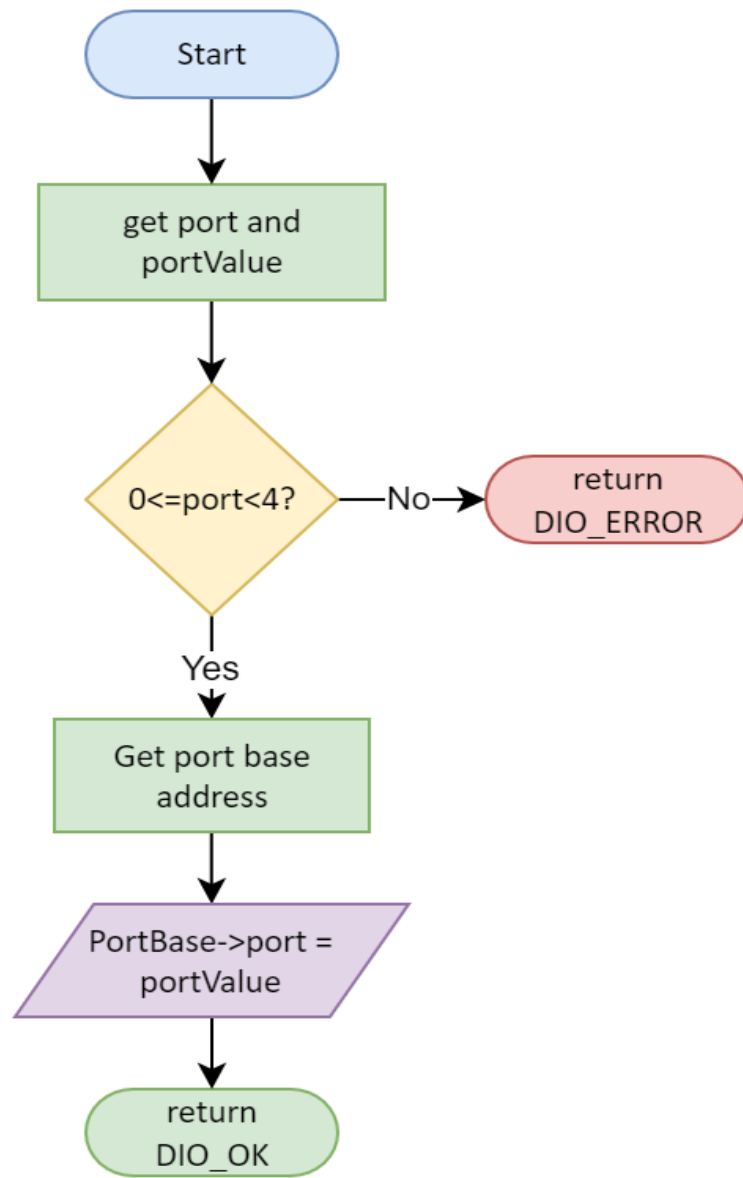 Start
get port and
portValue
0<=port<4?
No
return
DIO_ERROR
Yes
Get port base
address
PortBase->port =
portValue
return
DIO_OK